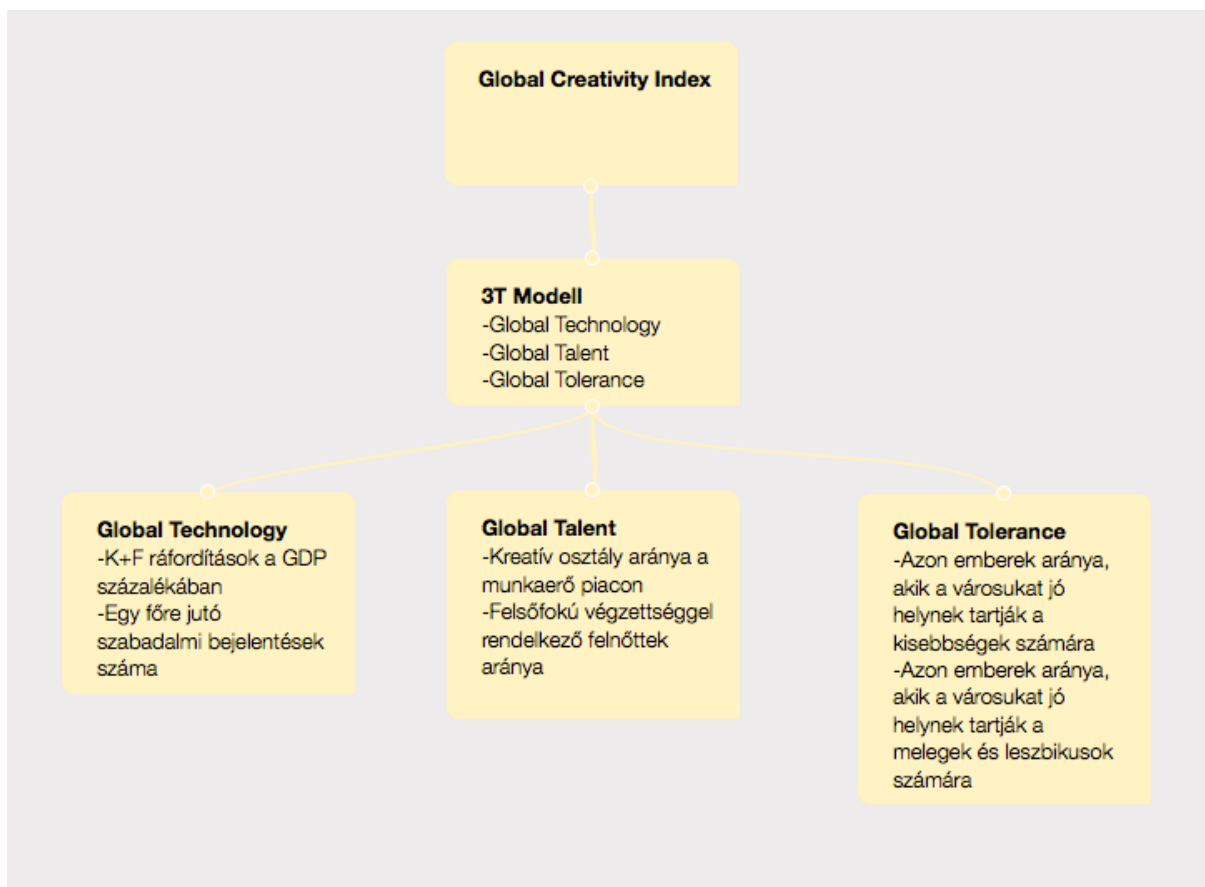 Global Creativity Index
3T Modell
-Global Technology
-Global Talent
-Global Tolerance
Global Technology
-K+F ráfordítások a GDP
százalékában
-Egy főre jutó
szabadalmi bejelentések
száma
Global Talent
-Kreatív osztály aránya a
munkaerő piacon
-Felsőfokú végzettséggel
rendelkező felnőttek
aránya
Global Tolerance
-Azon emberek aránya,
akik a városukat jó
helynek tartják a
kisebbségek számára
-Azon emberek aránya,
akik a városukat jó
helynek tartják a
melegek és leszbikusok
számára